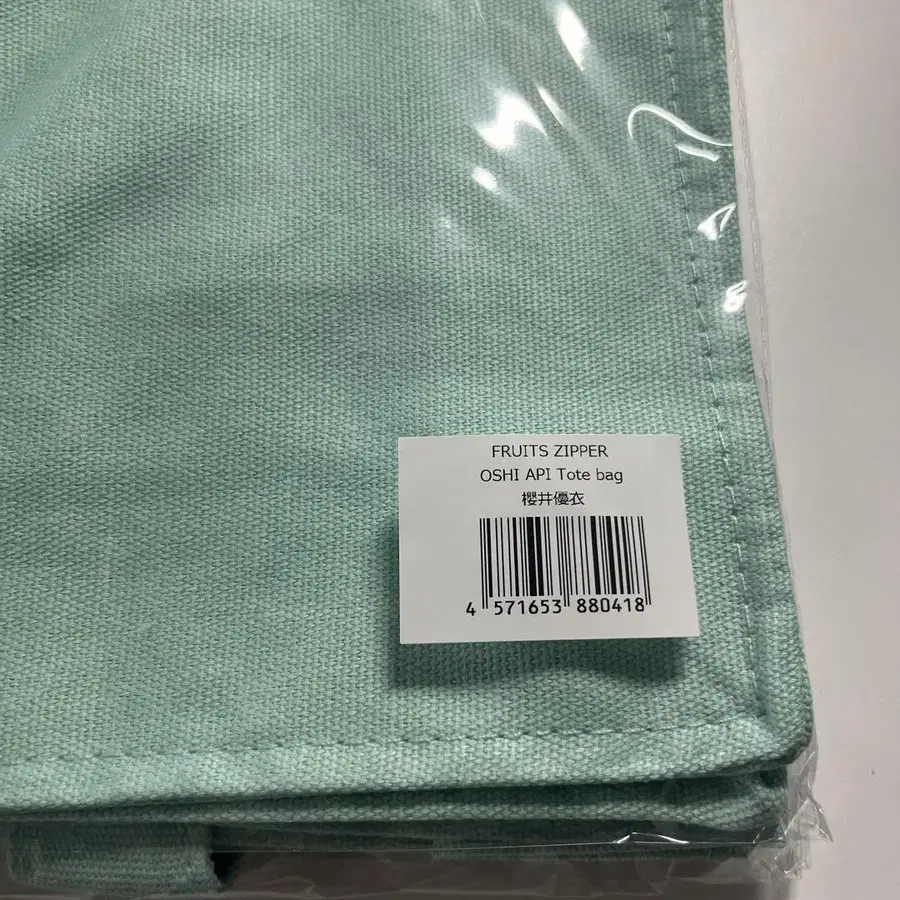 FRUITS ZIPPER
OSHI API Tote bag
櫻井優衣
4 571653 880418